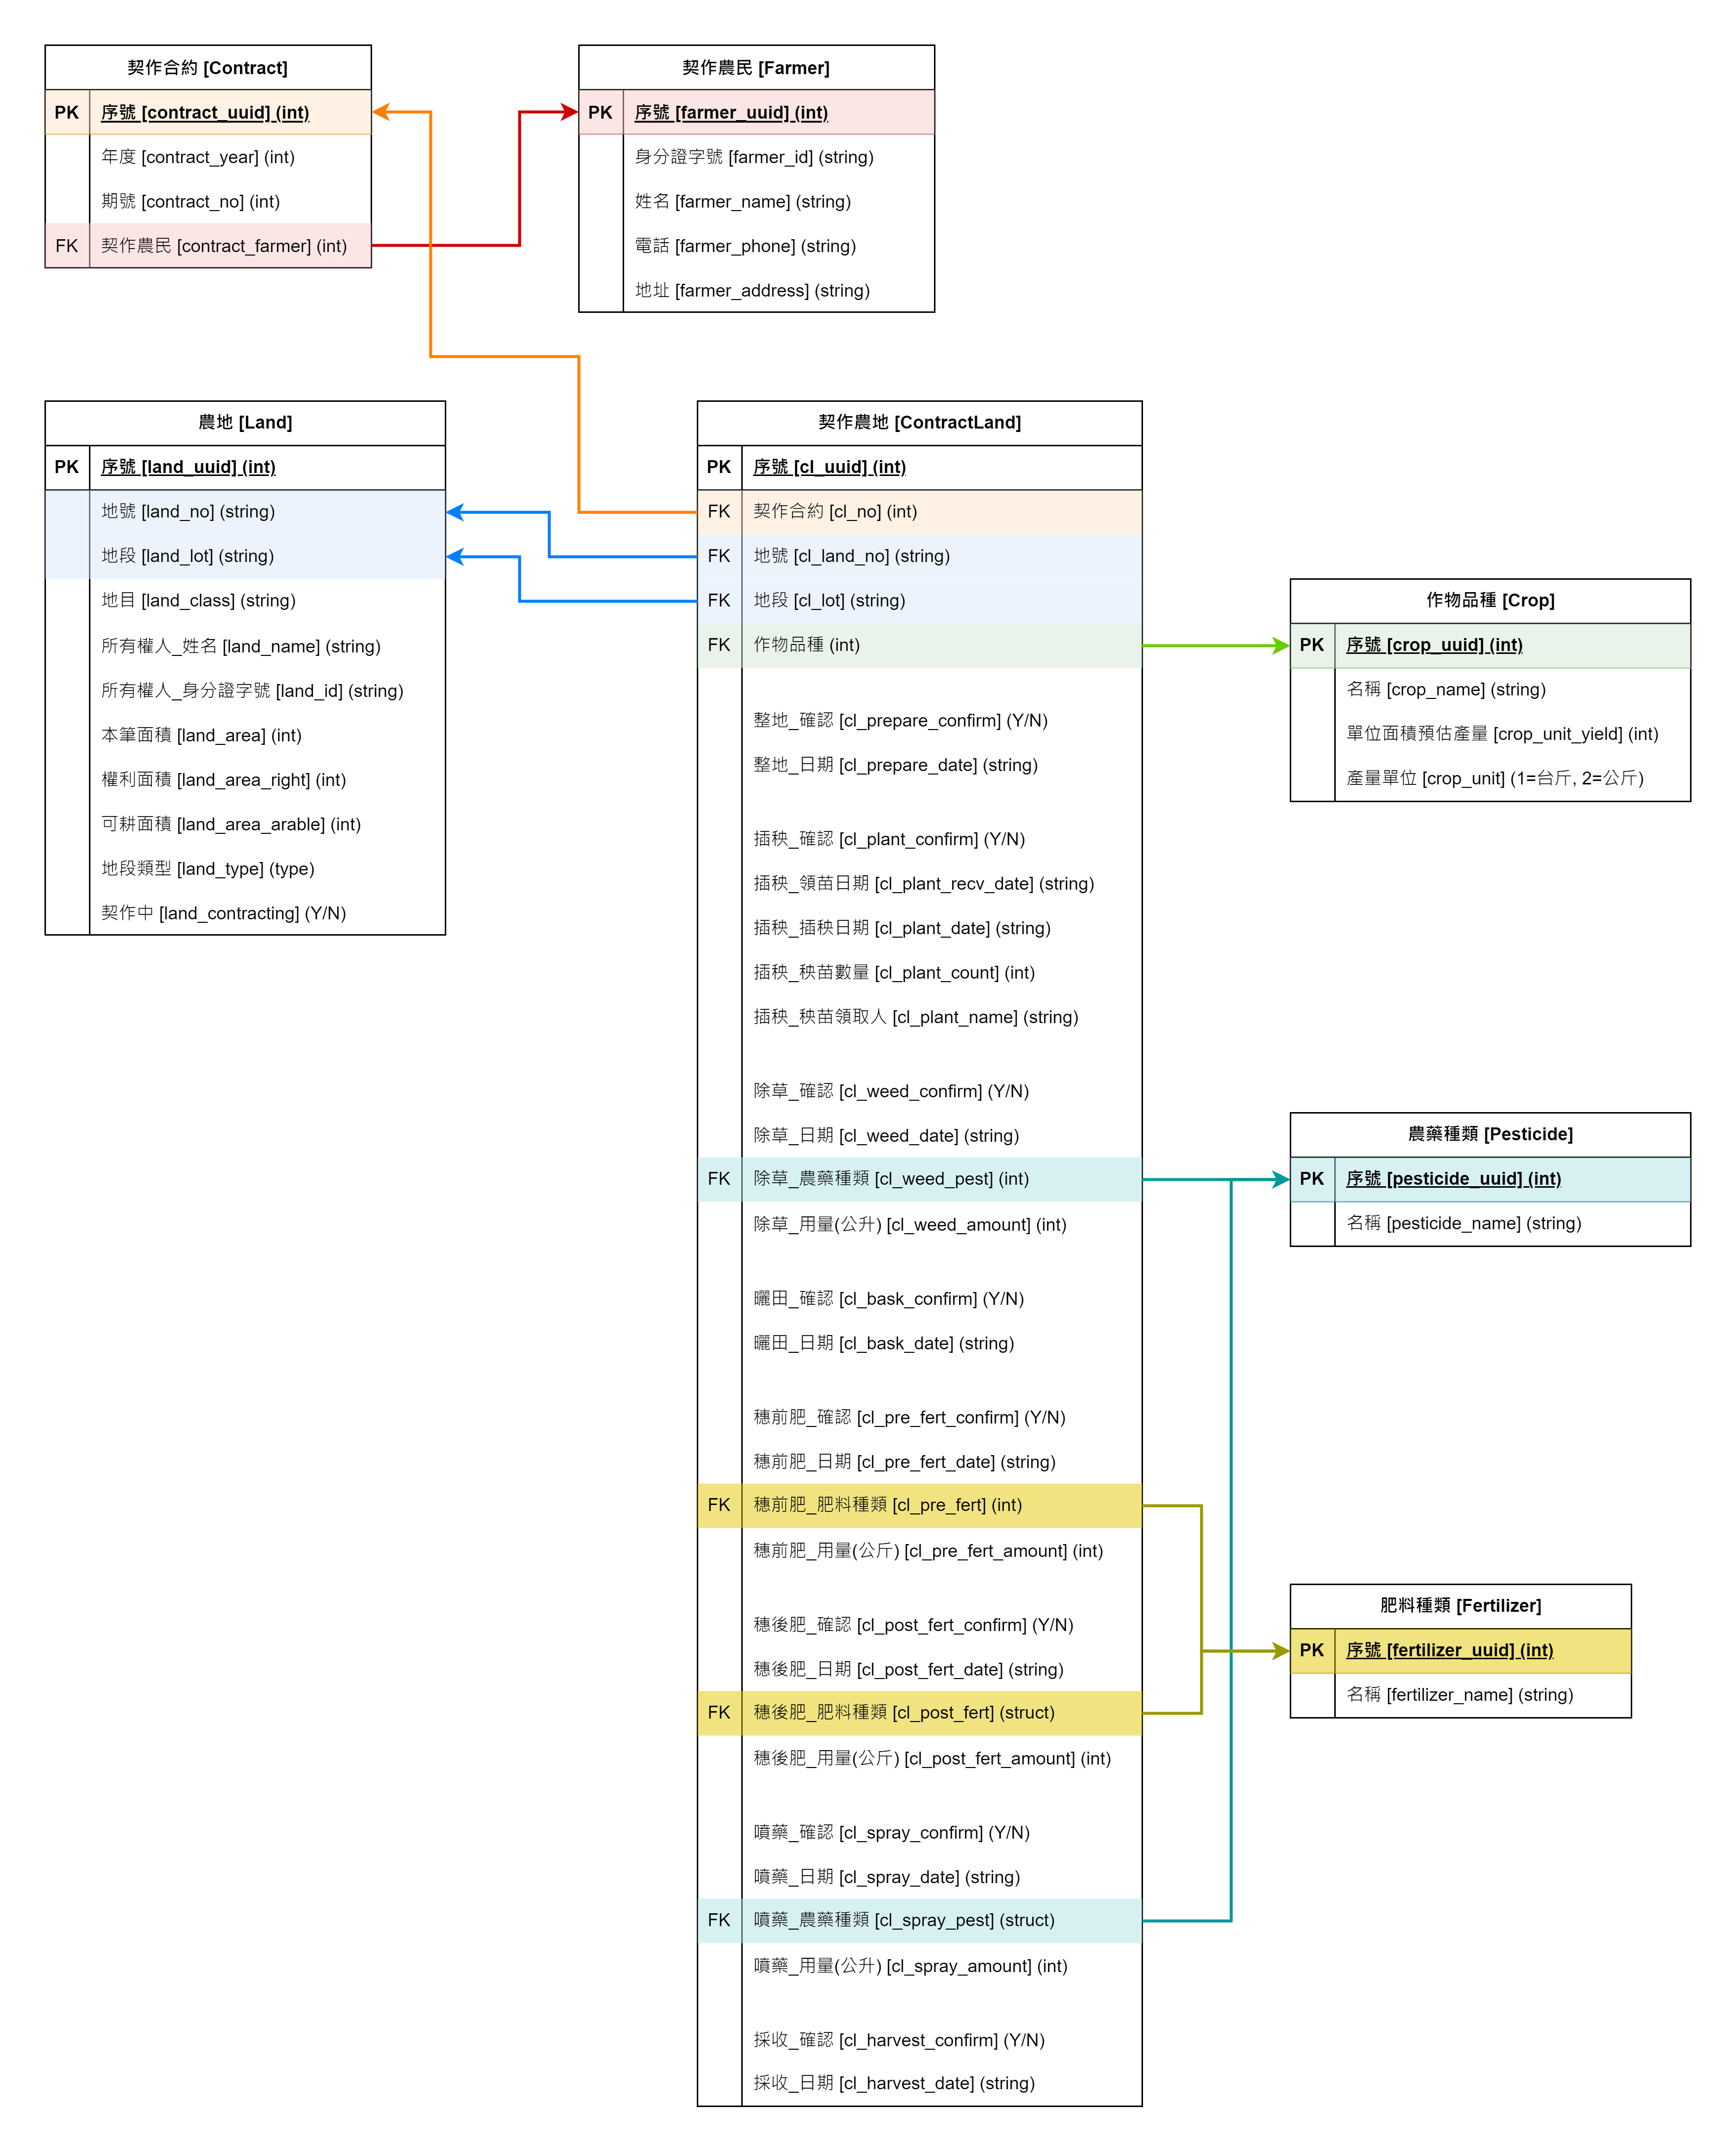 契作合約 [Contract]
PK 序號 [contract_uuid] (int)
年度 [contract_year] (int)
期號 [contract_no] (int)
FK 契作農民 [contract_farmer] (int)
契作農民 [Farmer]
PK 序號 [farmer_uuid] (int)
身分證字號 [farmer_id] (string)
姓名 [farmer_name] (string)
電話 [farmer_phone] (string)
地址 [farmer_address] (string)
農地 [Land]
PK 序號 [land_uuid] (int)
地號 [land_no] (string)
地段 [land_lot] (string)
地目 [land_class] (string)
所有權人_姓名 [land_name] (string)
所有權人_身分證字號 [land_id] (string)
本筆面積 [land_area] (int)
權利面積 [land_area_right] (int)
可耕面積 [land_area_arable] (int)
地段類型 [land_type] (type)
契作中 [land_contracting] (Y/N)
契作農地 [ContractLand]
PK 序號 [cl_uuid] (int)
FK 契作合約 [cl_no] (int)
FK 地號 [cl_land_no] (string)
FK 地段 [cl_lot] (string)
FK 作物品種 (int)
整地_確認 [cl_prepare_confirm] (Y/N)
整地_日期 [cl_prepare_date] (string)
插秧_確認 [cl_plant_confirm] (Y/N)
插秧_領苗日期 [cl_plant_recv_date] (string)
插秧_插秧日期 [cl_plant_date] (string)
插秧_秧苗數量 [cl_plant_count] (int)
插秧_秧苗領取人 [cl_plant_name] (string)
除草_確認 [cl_weed_confirm] (Y/N)
除草_日期 [cl_weed_date] (string)
FK 除草_農藥種類 [cl_weed_pest] (int)
除草_用量(公升) [cl_weed_amount] (int)
曬田_確認 [cl_bask_confirm] (Y/N)
曬田_日期 [cl_bask_date] (string)
穗前肥_確認 [cl_pre_fert_confirm] (Y/N)
穗前肥_日期 [cl_pre_fert_date] (string)
FK 穗前肥_肥料種類 [cl_pre_fert] (int)
穗前肥_用量(公斤) [cl_pre_fert_amount] (int)
穗後肥_確認 [cl_post_fert_confirm] (Y/N)
穗後肥_日期 [cl_post_fert_date] (string)
FK 穗後肥_肥料種類 [cl_post_fert] (struct)
穗後肥_用量(公斤) [cl_post_fert_amount] (int)
噴藥_確認 [cl_spray_confirm] (Y/N)
噴藥_日期 [cl_spray_date] (string)
FK 噴藥_農藥種類 [cl_spray_pest] (struct)
噴藥_用量(公升) [cl_spray_amount] (int)
採收_確認 [cl_harvest_confirm] (Y/N)
採收_日期 [cl_harvest_date] (string)
作物品種 [Crop]
PK 序號 [crop_uuid] (int)
名稱 [crop_name] (string)
單位面積預估產量 [crop_unit_yield] (int)
產量單位 [crop_unit] (1=台斤, 2=公斤)
農藥種類 [Pesticide]
PK 序號 [pesticide_uuid] (int)
名稱 [pesticide_name] (string)
肥料種類 [Fertilizer]
PK 序號 [fertilizer_uuid] (int)
名稱 [fertilizer_name] (string)